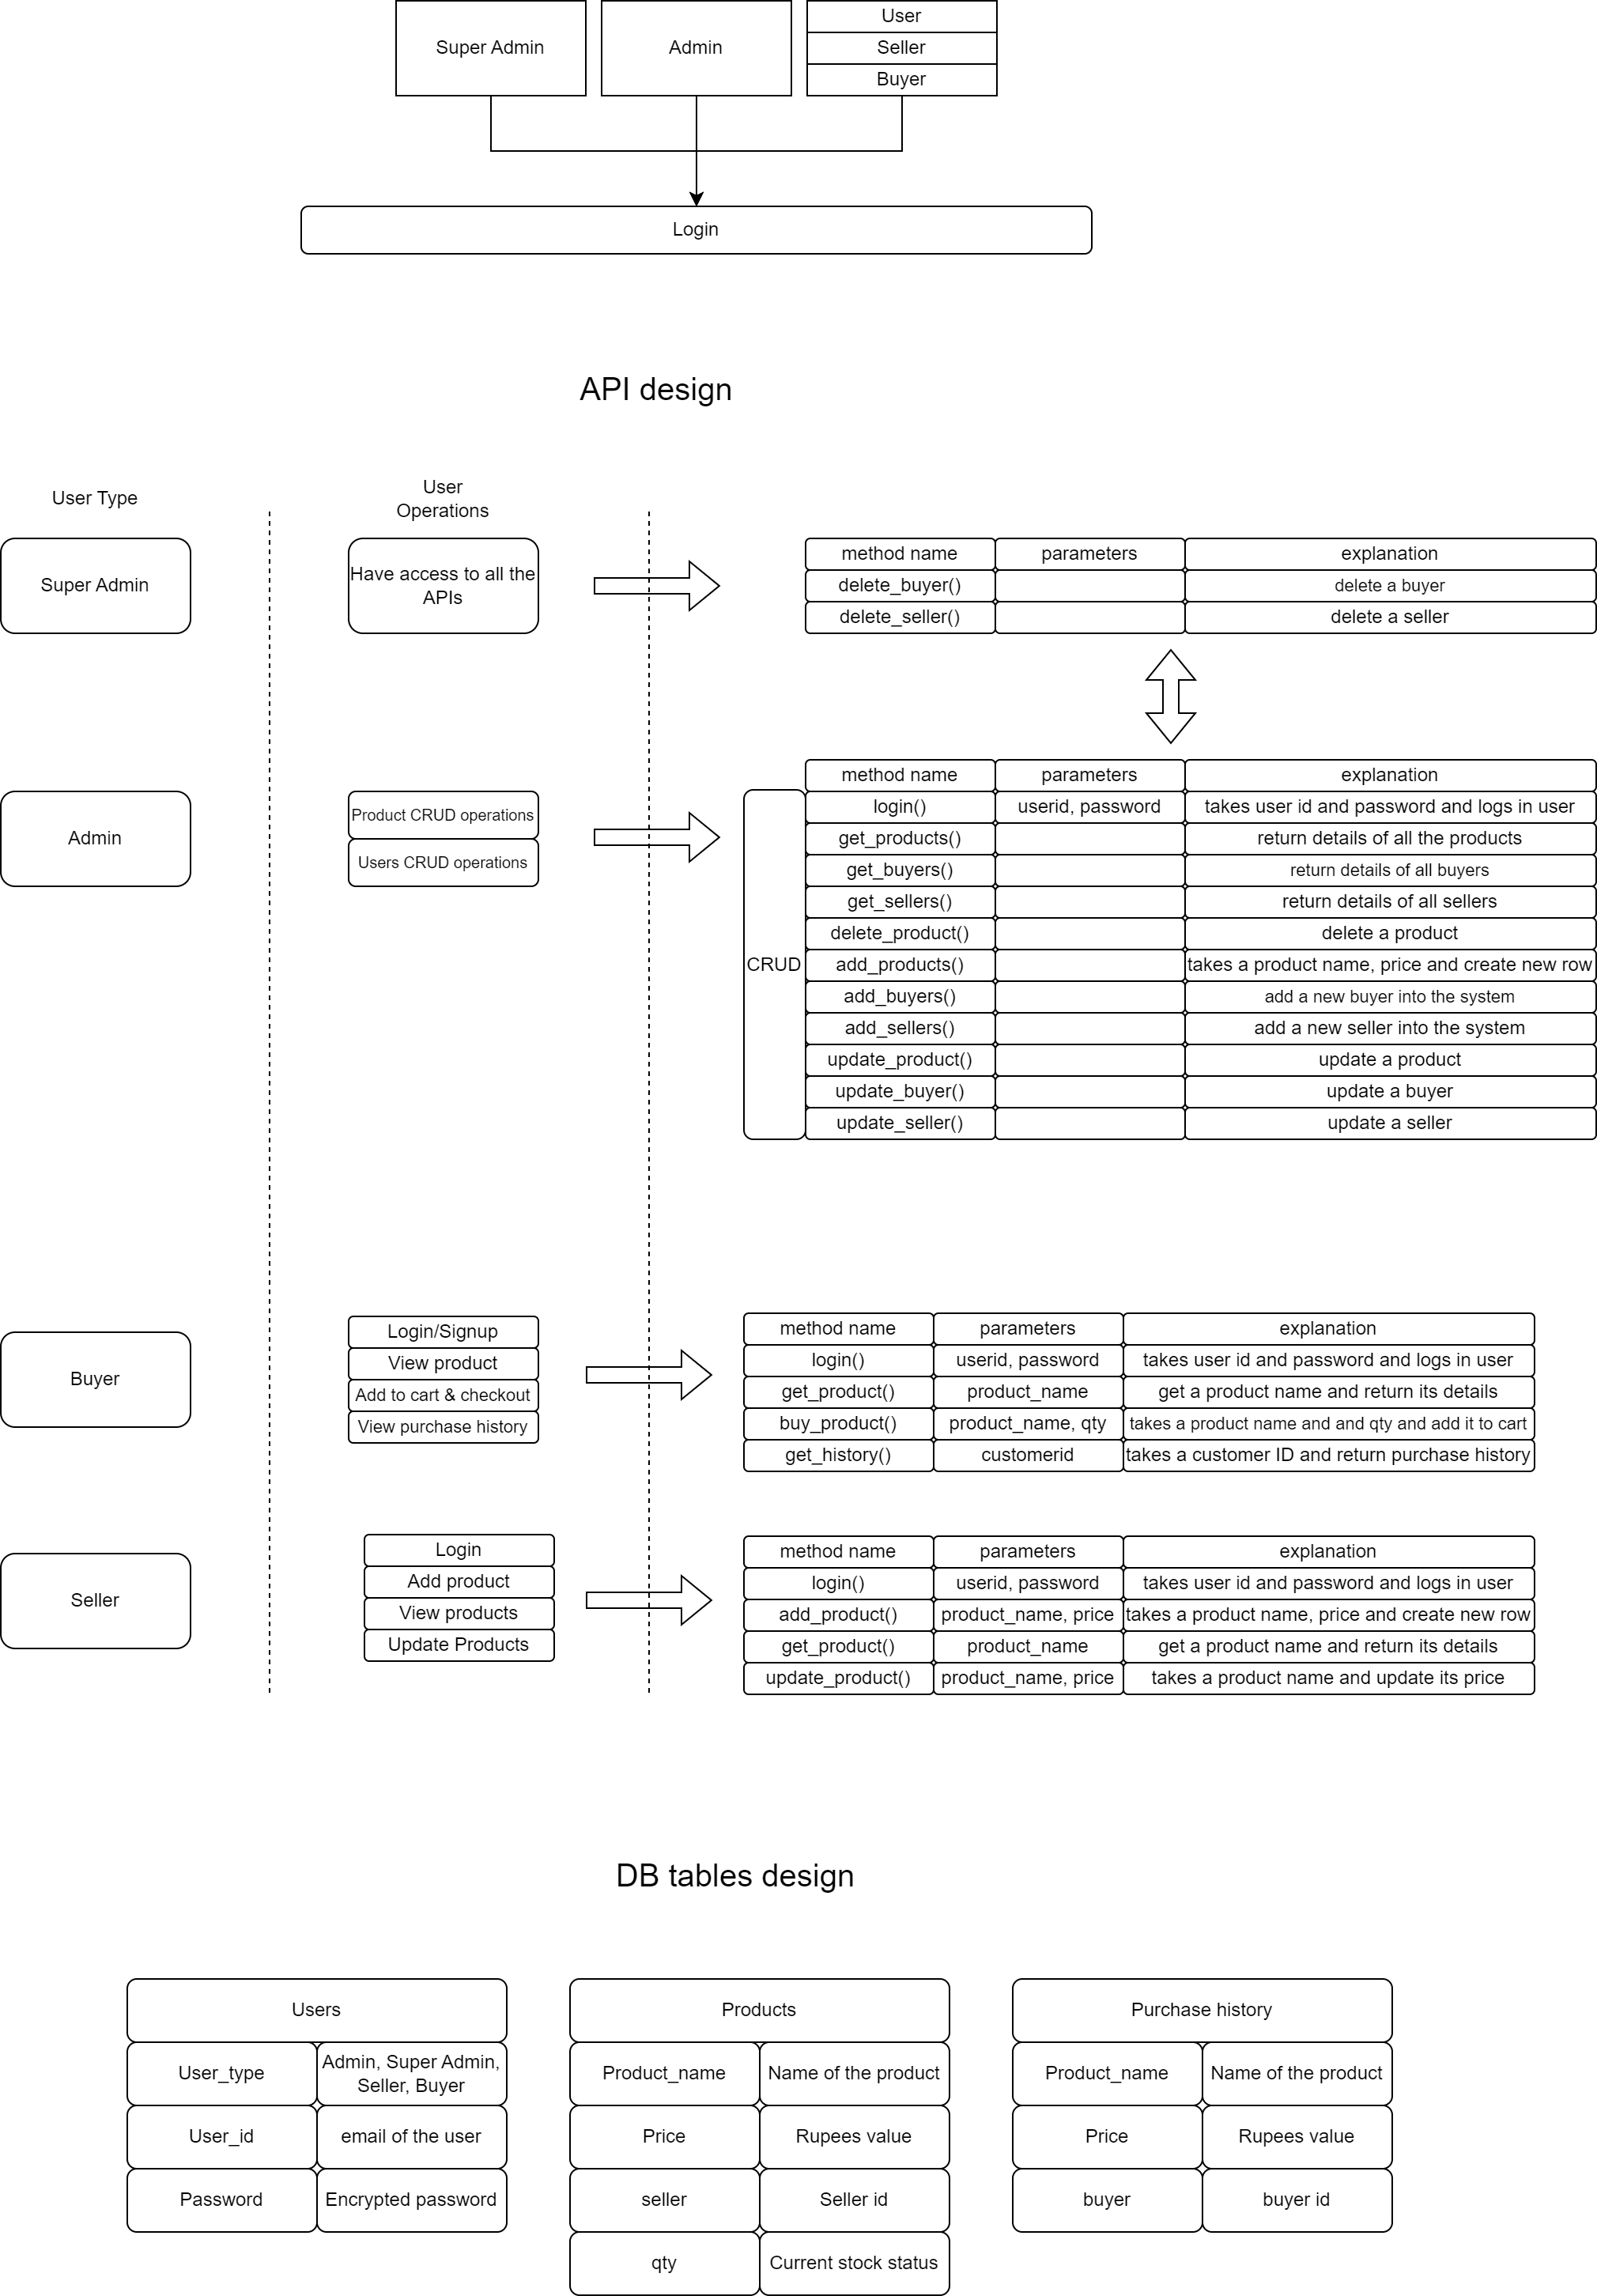 Super Admin
Admin
User
Seller
Buyer
Login
API design
User Type
User
Operations
Super Admin
Have access to all the
APIs
method name parameters explanation
delete_buyer() delete a buyer
delete_seller() delete a seller
Admin
Product CRUD operations
Users CRUD operations
CRUD
method name parameters explanation
login() userid, password takes user id and password and logs in user
get_products() return details of all the products
get_buyers() return details of all buyers
get_sellers() return details of all sellers
delete_product() delete a product
add_products() takes a product name, price and create new row
add_buyers() add a new buyer into the system
add_sellers() add a new seller into the system
update_product() update a product
update_buyer() update a buyer
update_seller() update a seller
Buyer
Login/Signup
View product
Add to cart & checkout
View purchase history
method name parameters explanation
login() userid, password takes user id and password and logs in user
get_product() product_name get a product name and return its details
buy_product() product_name, qty takes a product name and and qty and add it to cart
get_history() customerid takes a customer ID and return purchase history
Seller
Login
Add product
View products
Update Products
method name parameters explanation
login() userid, password takes user id and password and logs in user
add_product() product_name, price takes a product name, price and create new row
get_product() product_name get a product name and return its details
update_product() product_name, price takes a product name and update its price
DB tables design
Users
User_type Admin, Super Admin,
Seller, Buyer
User_id email of the user
Password Encrypted password
Products
Product_name Name of the product
Price Rupees value
seller Seller id
qty Current stock status
Purchase history
Product_name Name of the product
Price Rupees value
buyer buyer id